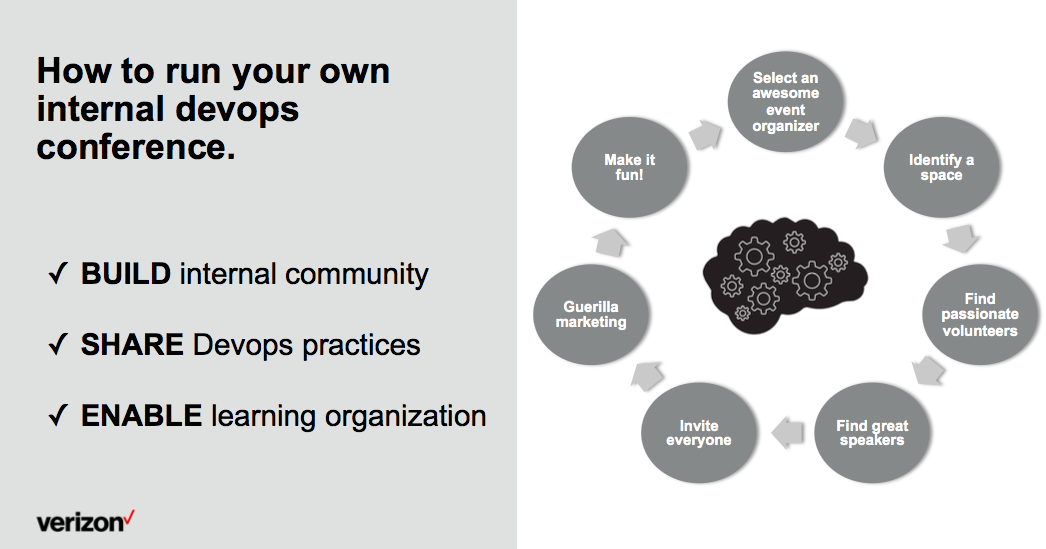 How to run your own
internal devops
conference.
✓ BUILD internal community
✓ SHARE Devops practices
✓ ENABLE learning organization
verizon✓
Select an
awesome
event
organizer
Identify a
space
Find
passionate
volunteers
Find great
speakers
Invite
everyone
Guerilla
marketing
Make it
fun!